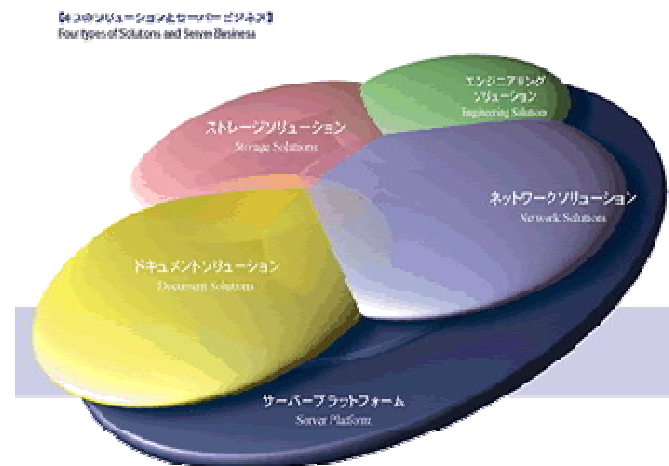 【4つのソリューションとサーバービジネス】
Four types of Solutions and Server Business
エンジニアリング
ソリューション
Engineering Solutions
ストレージソリューション
Storage Solutions
ネットワークソリューション
Network Solutions
ドキュメントソリューション
Document Solutions
サーバープラットフォーム
Server Platform